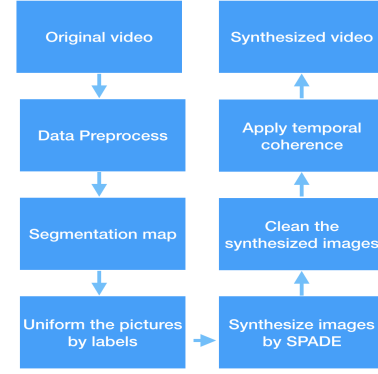 Original video
Data Preprocess
Segmentation map
Uniform the pictures
by labels
Synthesize images
by SPADE
Clean the
synthesized images
Apply temporal
coherence
Synthesized video